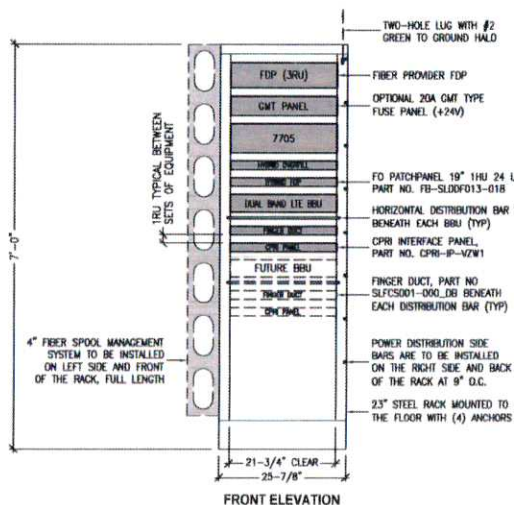 TWO-HOLE LUG WITH #2
GREEN TO GROUND HALO
FDP (3RU)
FIBER PROVIDER FDP
GMT PANEL
OPTIONAL 20A GMT TYPE
FUSE PANEL (+24V)
7705
1RU TYPICAL BETWEEN
SETS OF EQUIPMENT
FO PATCHPANEL 19" 1HU 24 L
PART NO. FB-SLDDF013-018
DUAL BAND LTE BBU
HORIZONTAL DISTRIBUTION BAR
BENEATH EACH BBU (TYP)
FINGER DUCT
CPRI PANEL
CPRI INTERFACE PANEL,
PART NO. CPRI-IP-VZW1
7'-0"
FUTURE BBU
FINGER DUCT
CPRI PANEL
FINGER DUCT, PART NO
SLFCS001-000_DB BENEATH
EACH DISTRIBUTION BAR (TYP)
4" FIBER SPOOL MANAGEMENT
SYSTEM TO BE INSTALLED
ON LEFT SIDE AND FRONT
OF THE RACK, FULL LENGTH
POWER DISTRIBUTION SIDE
BARS ARE TO BE INSTALLED
ON THE RIGHT SIDE AND BACK
OF THE RACK AT 9" O.C.
23" STEEL RACK MOUNTED TO
THE FLOOR WITH (4) ANCHORS
21-3/4" CLEAR
25-7/8"
FRONT ELEVATION